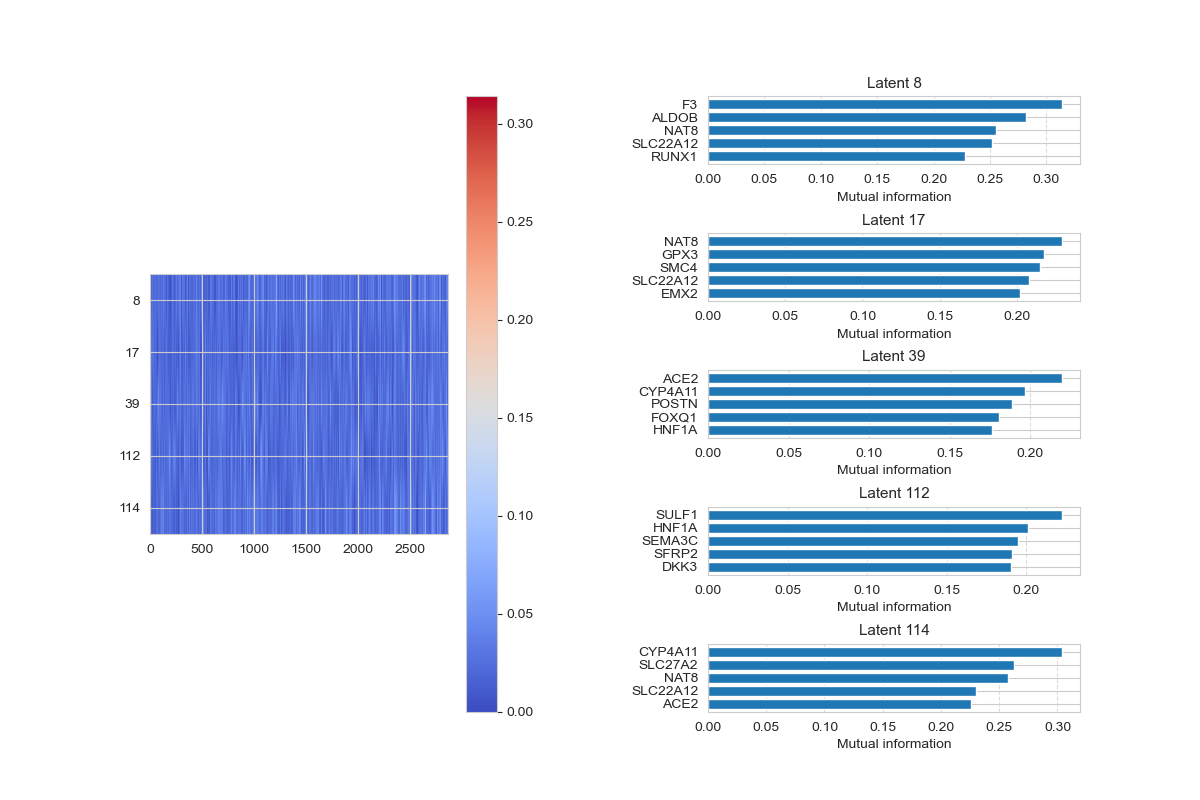 8
17
39
112
114
0 500 1000 1500 2000 2500
0.30
0.25
0.20
0.15
0.10
0.05
0.00
Latent 8
F3
ALDOB
NAT8
SLC22A12
RUNX1
0.00 0.05 0.10 0.15 0.20 0.25 0.30
Mutual information
Latent 17
NAT8
GPX3
SMC4
SLC22A12
EMX2
0.00 0.05 0.10 0.15 0.20
Mutual information
Latent 39
ACE2
CYP4A11
POSTN
FOXQ1
HNF1A
0.00 0.05 0.10 0.15 0.20
Mutual information
Latent 112
SULF1
HNF1A
SEMA3C
SFRP2
DKK3
0.00 0.05 0.10 0.15 0.20
Mutual information
Latent 114
CYP4A11
SLC27A2
NAT8
SLC22A12
ACE2
0.00 0.05 0.10 0.15 0.20 0.25 0.30
Mutual information